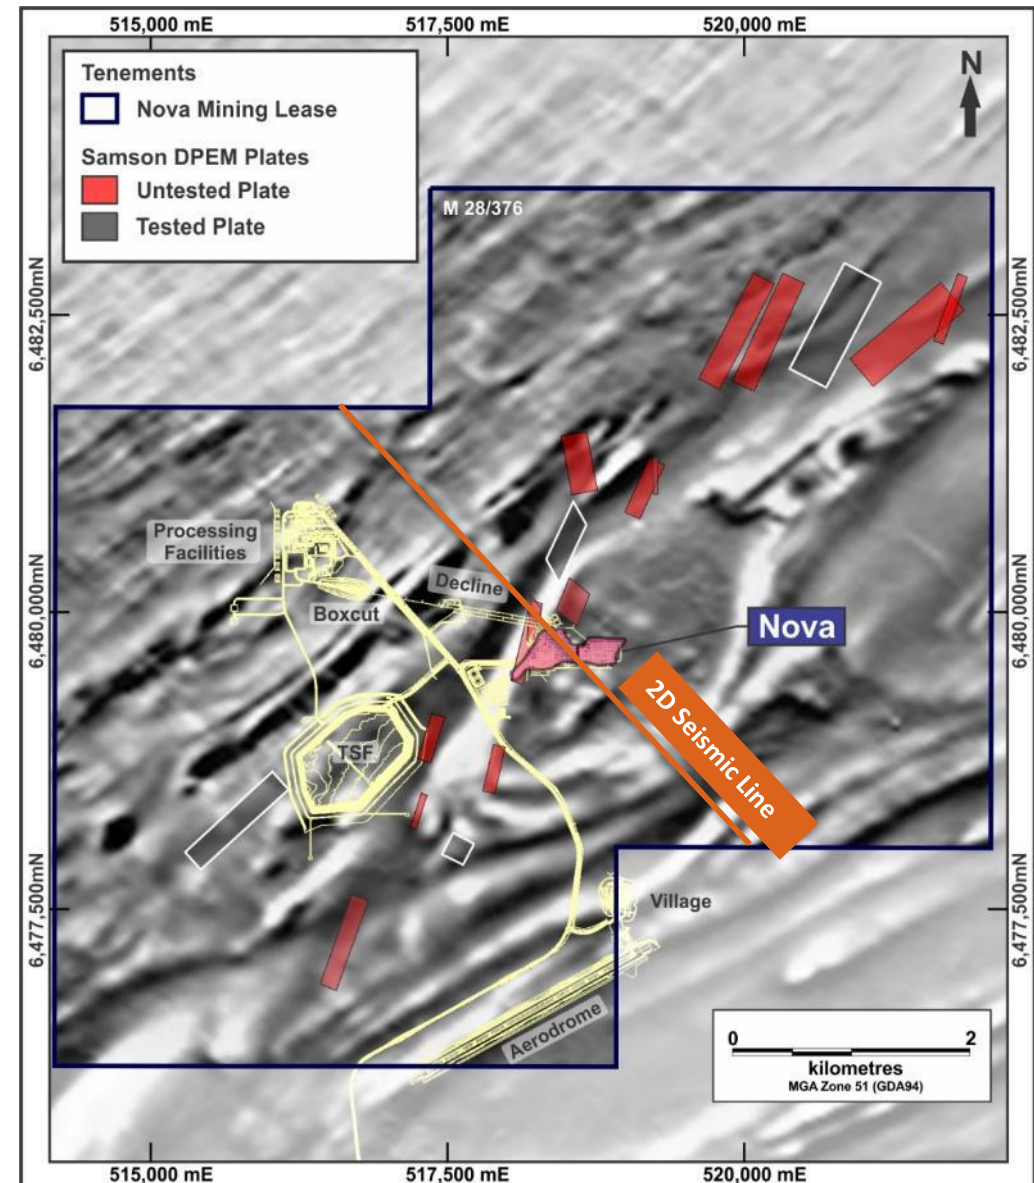 515,000 mE
517,500 mE
520,000 mE
Tenements
Nova Mining Lease
Samson DPEM Plates
Untested Plate
Tested Plate
N
M 28/376
6,482,500mN
6,482,500mN
Processing
Facilities
Boxcut
Decline
6,480,000mN
6,480,000mN
Nova
2D Seismic Line
TSF
Village
6,477,500mN
6,477,500mN
Aerodrome
0
2
kilometres
MGA Zone 51 (GDA94)
515,000 mE
517,500 mE
520,000 mE